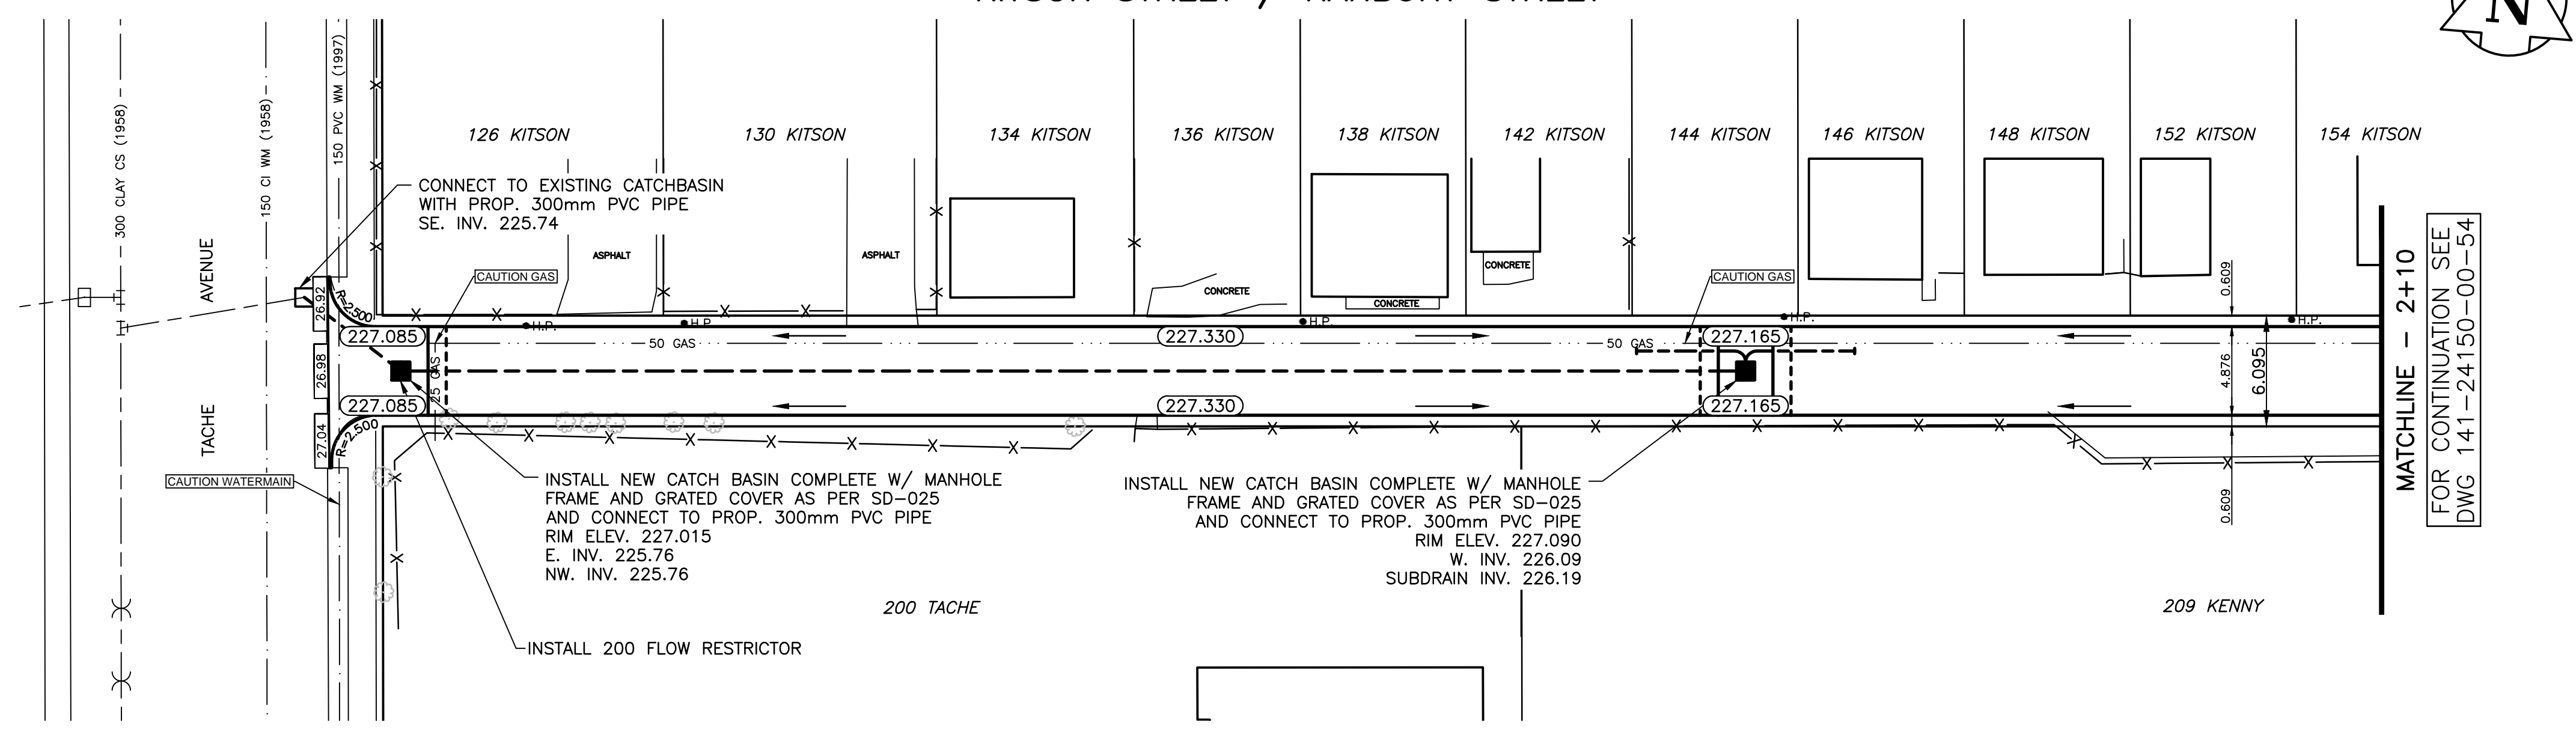 N
300 CLAY CS (1958)
150 CI WM (1958)
150 PVC WM (1997)
126 KITSON
130 KITSON
134 KITSON
136 KITSON
138 KITSON
142 KITSON
144 KITSON
146 KITSON
148 KITSON
152 KITSON
154 KITSON
CONNECT TO EXISTING CATCHBASIN
WITH PROP. 300mm PVC PIPE
SE. INV. 225.74
AVENUE
TACHE
ASPHALT
ASPHALT
CONCRETE
CONCRETE
CONCRETE
CAUTION GAS
CAUTION GAS
26.92
26.98
27.04
R=2.500
R=2.500
H.P.
H.P.
H.P.
H.P.
H.P.
227.085
227.330
227.165
50 GAS
50 GAS
25 GAS
227.085
227.330
227.165
0.609
4.876
6.095
0.609
MATCHLINE - 2+10
FOR CONTINUATION SEE
DWG 141-24150-00-54
CAUTION WATERMAIN
INSTALL NEW CATCH BASIN COMPLETE W/ MANHOLE
FRAME AND GRATED COVER AS PER SD-025
AND CONNECT TO PROP. 300mm PVC PIPE
RIM ELEV. 227.015
E. INV. 225.76
NW. INV. 225.76
INSTALL NEW CATCH BASIN COMPLETE W/ MANHOLE
FRAME AND GRATED COVER AS PER SD-025
AND CONNECT TO PROP. 300mm PVC PIPE
RIM ELEV. 227.090
W. INV. 226.09
SUBDRAIN INV. 226.19
200 TACHE
209 KENNY
INSTALL 200 FLOW RESTRICTOR